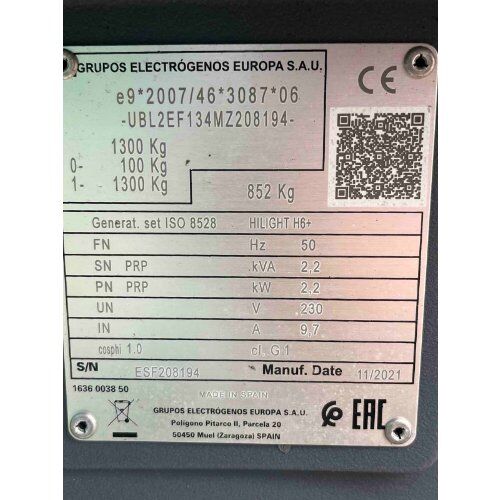 GRUPOS ELECTRÓGENOS EUROPA S.A.U.
CE
e9*2007/46*3087*06
-UBL2EF134MZ208194-
1300 Kg
0- 100 Kg
1- 1300 Kg
852 Kg
Generat. set ISO 8528 HILIGHT H6+
FN Hz 50
SN PRP kVA 2,2
PN PRP kW 2,2
UN V 230
IN A 9,7
cosphi 1.0 cl. G.1
S/N ESF208194 Manuf. Date 11/2021
1636 0038 50
MADE IN SPAIN
GRUPOS ELECTRÓGENOS EUROPA S.A.U.
Polígono Pitarco II, Parcela 20
50450 Muel (Zaragoza) SPAIN
EAC